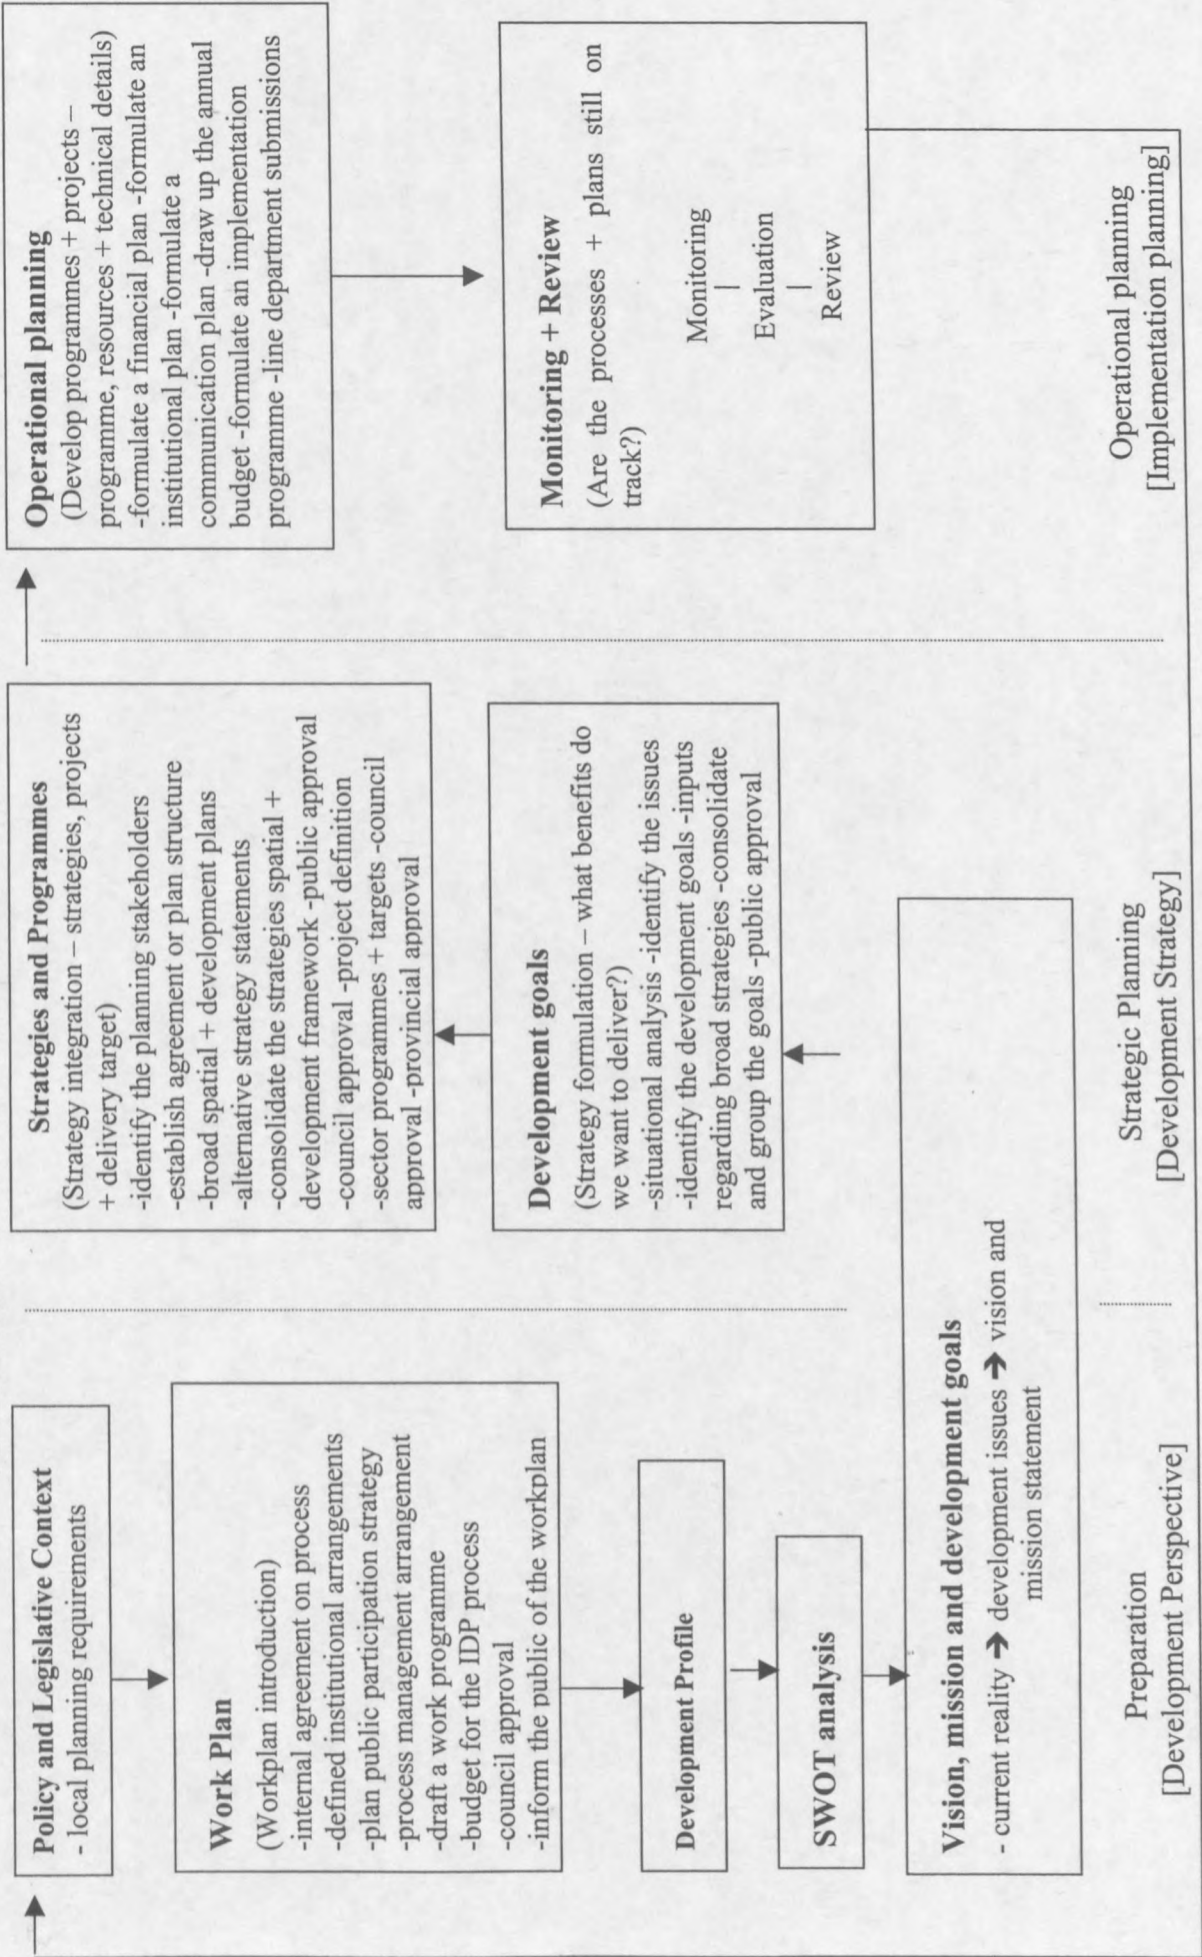 Policy and Legislative Context
- local planning requirements
Work Plan
(Workplan introduction)
-internal agreement on process
-defined institutional arrangements
-plan public participation strategy
-process management arrangement
-draft a work programme
-budget for the IDP process
-council approval
-inform the public of the workplan
Development Profile
SWOT analysis
Vision, mission and development goals
- current reality ➔ development issues ➔ vision and
mission statement
Preparation
[Development Perspective]
Strategies and Programmes
(Strategy integration – strategies, projects
+ delivery target)
-identify the planning stakeholders
-establish agreement or plan structure
-broad spatial + development plans
-alternative strategy statements
-consolidate the strategies spatial +
development framework -public approval
-council approval -project definition
-sector programmes + targets -council
approval -provincial approval
Development goals
(Strategy formulation – what benefits do
we want to deliver?)
-situational analysis -identify the issues
-identify the development goals -inputs
regarding broad strategies -consolidate
and group the goals -public approval
Strategic Planning
[Development Strategy]
Operational planning
(Develop programmes + projects –
programme, resources + technical details)
-formulate a financial plan -formulate an
institutional plan -formulate a
communication plan -draw up the annual
budget -formulate an implementation
programme -line department submissions
Monitoring + Review
(Are the processes + plans still on
track?)
Monitoring
Evaluation
Review
Operational planning
[Implementation planning]